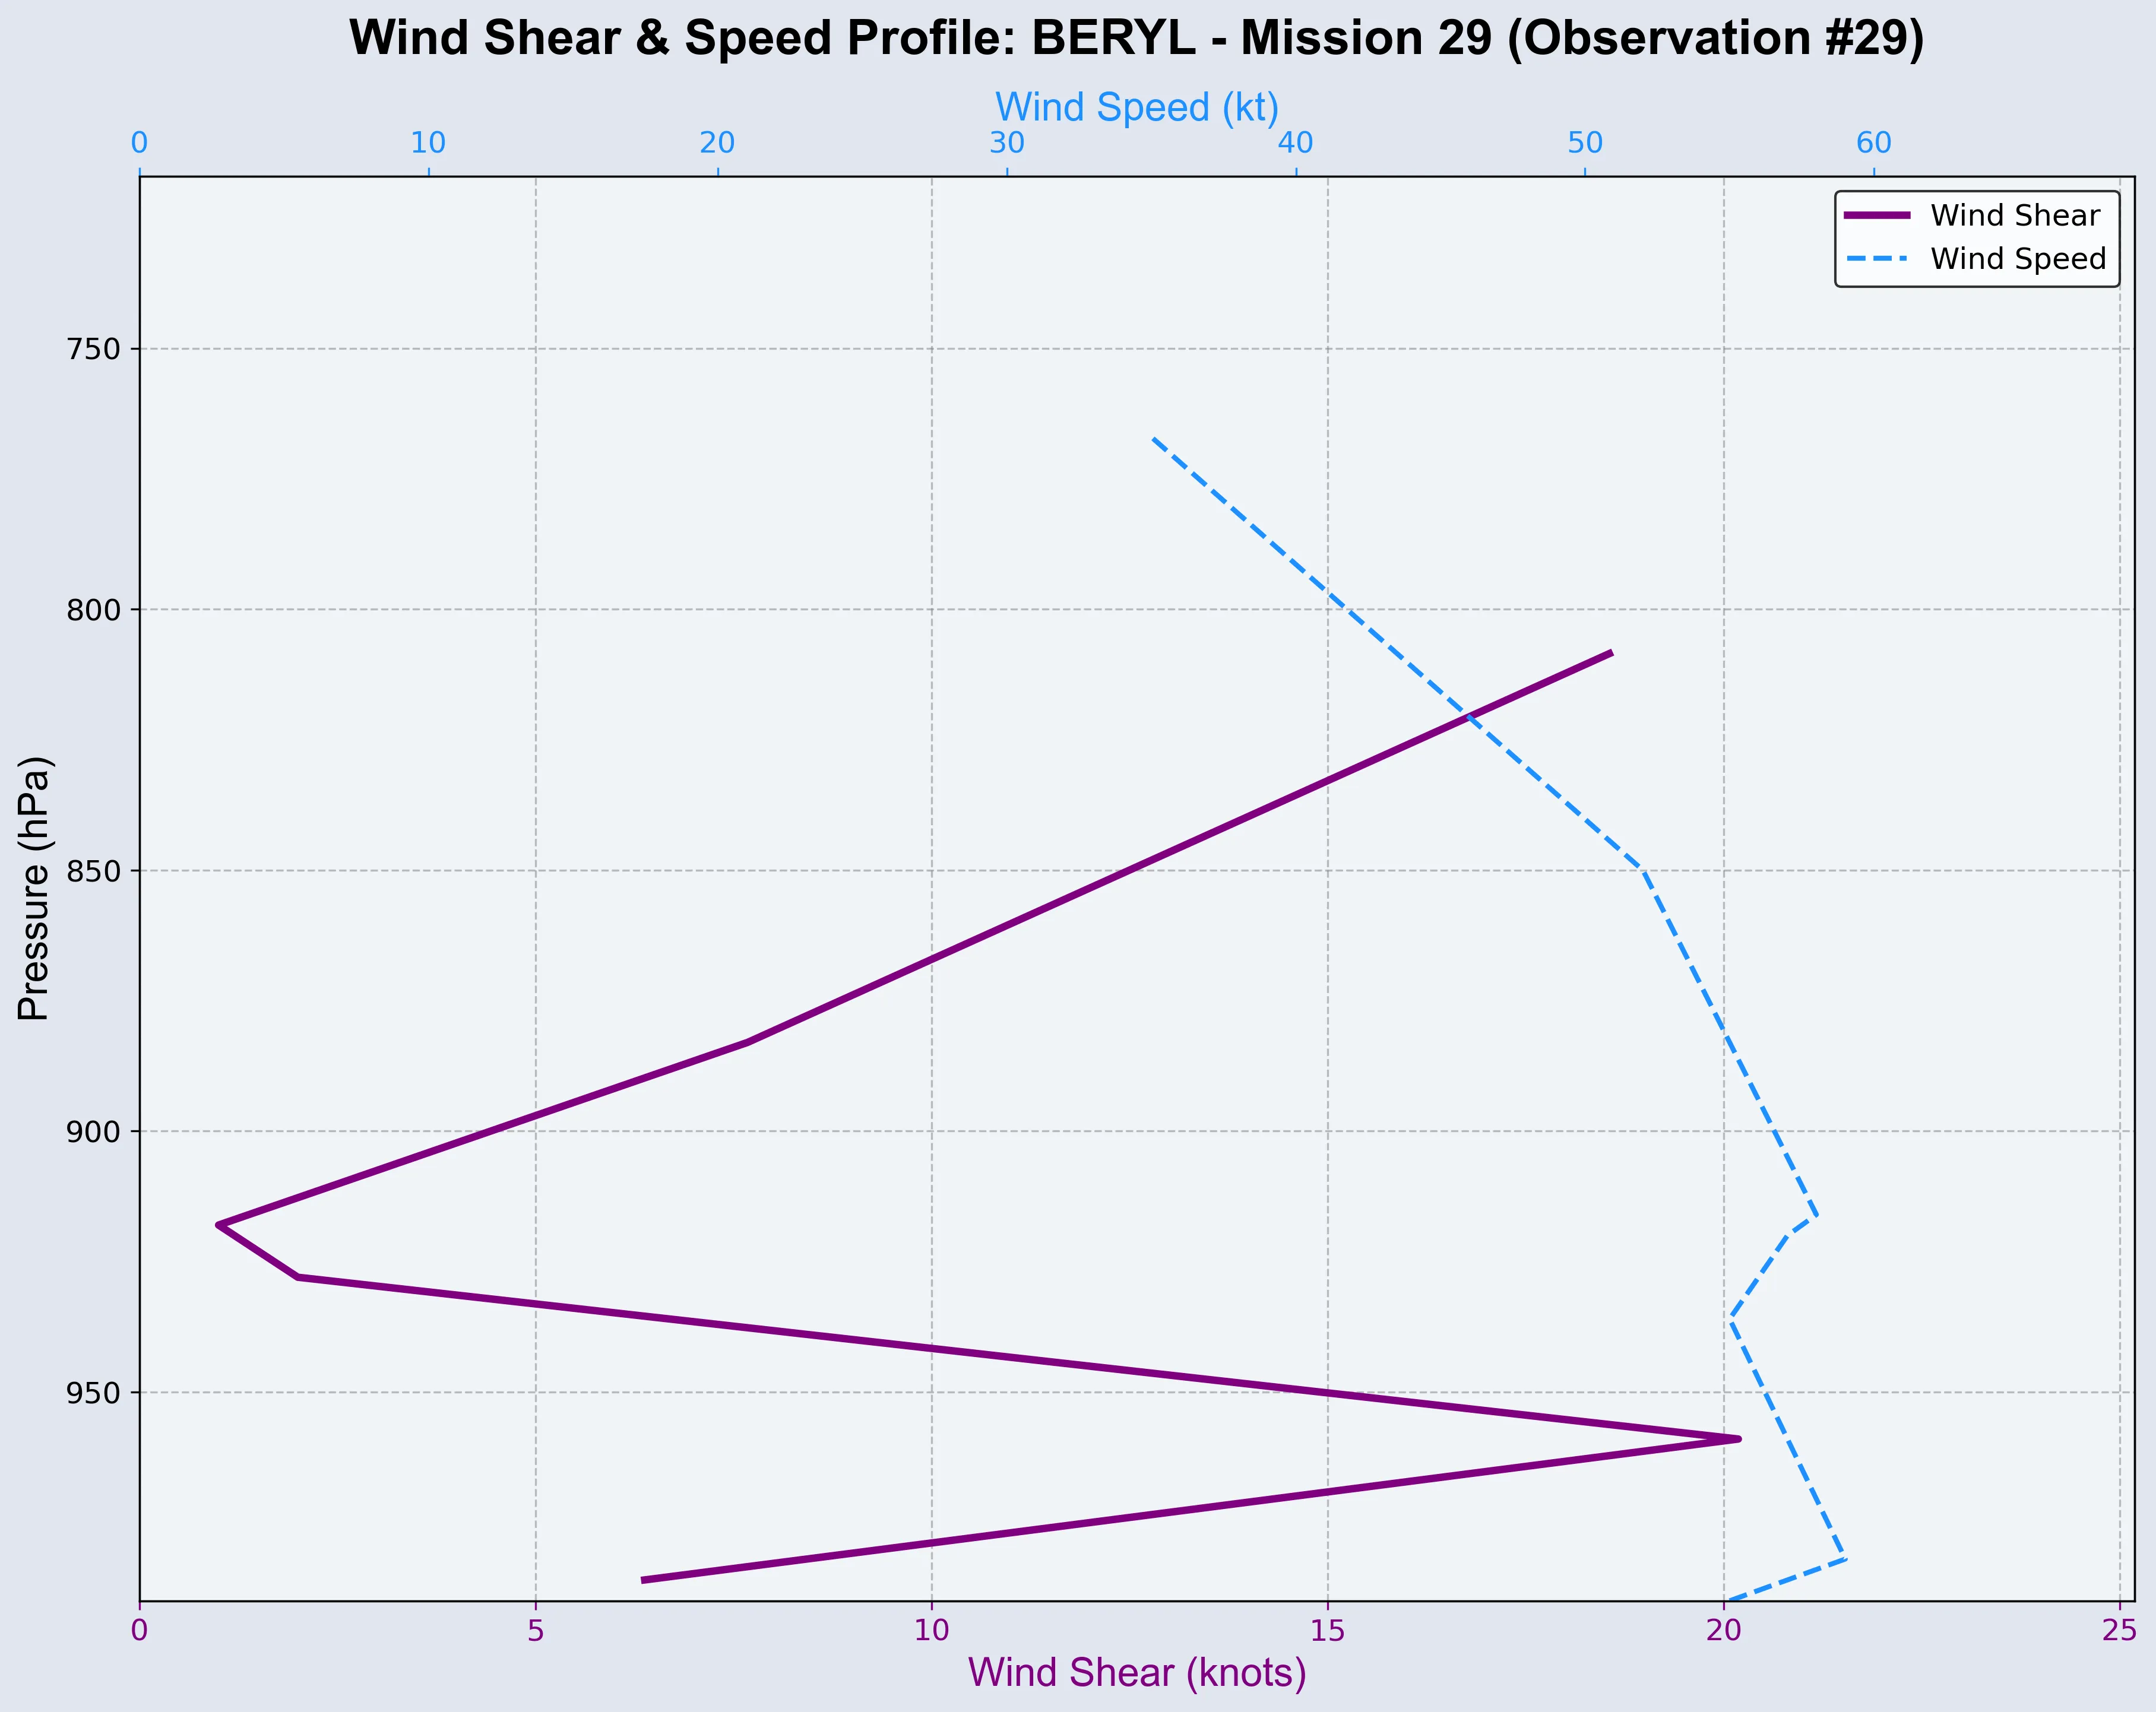 Wind Shear & Speed Profile: BERYL - Mission 29 (Observation #29)
Wind Speed (kt)
0 10 20 30 40 50 60
Wind Shear
Wind Speed
750
800
850
900
950
Pressure (hPa)
0 5 10 15 20 25
Wind Shear (knots)